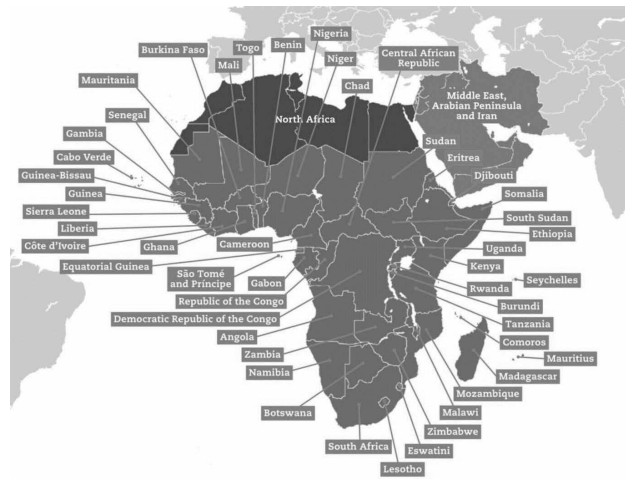 Nigeria
Togo
Benin
Burkina Faso
Central African
Republic
Mali
Niger
Mauritania
Chad
Middle East,
Arabian Peninsula
and Iran
Senegal
North Africa
Gambia
Sudan
Cabo Verde
Eritrea
Guinea-Bissau
Djibouti
Guinea
Somalia
Sierra Leone
South Sudan
Liberia
Ethiopia
Côte d'Ivoire
Ghana
Cameroon
Uganda
Equatorial Guinea
Kenya
São Tomé
and Príncipe
Gabon
Seychelles
Rwanda
Republic of the Congo
Burundi
Democratic Republic of the Congo
Tanzania
Angola
Comoros
Zambia
Mauritius
Namibia
Madagascar
Mozambique
Botswana
Malawi
Zimbabwe
South Africa
Eswatini
Lesotho